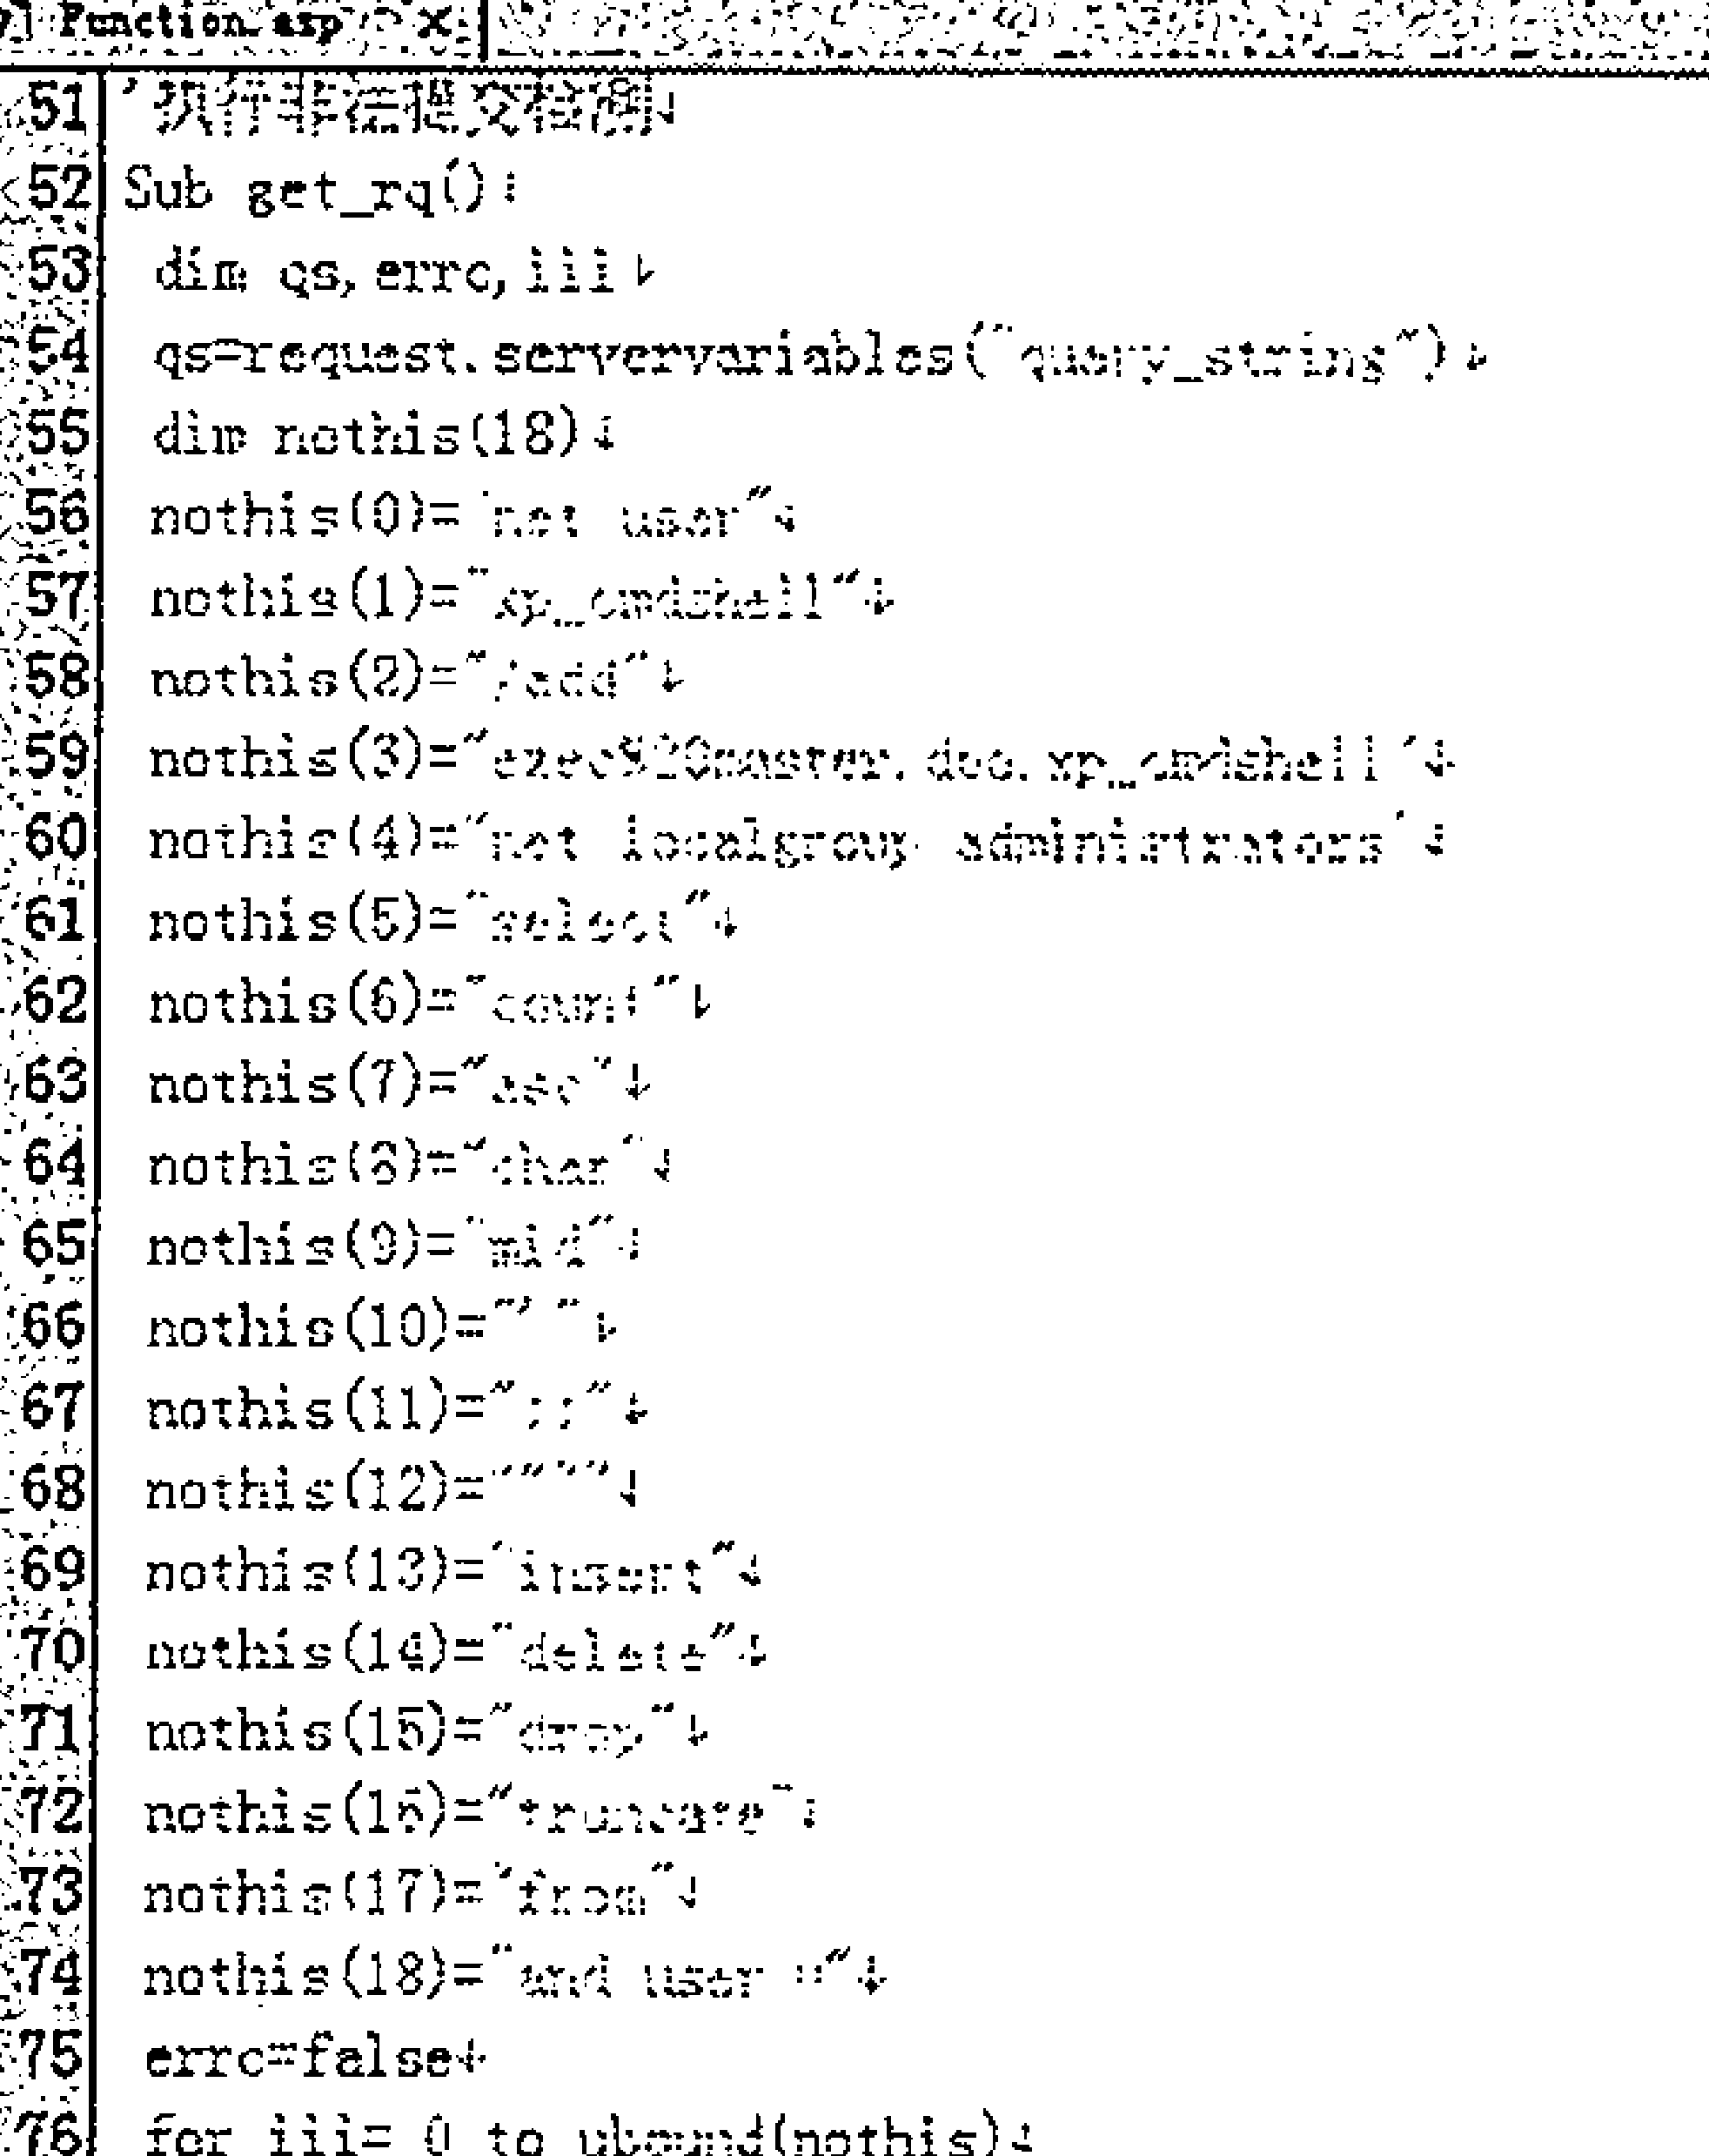 Function.asp ×
51 '执行非法提交检测↓
52 Sub get_rq()↓
53 dim qs,errc,iii↓
54 qs=request.servervariables("query_string")↓
55 dim nothis(18)↓
56 nothis(0)="net user"↓
57 nothis(1)="xp_cmdshell"↓
58 nothis(2)="/add"↓
59 nothis(3)="exec%20master.dbo.xp_cmdshell"↓
60 nothis(4)="net localgroup administrators"↓
61 nothis(5)="select"↓
62 nothis(6)="count"↓
63 nothis(7)="asc"↓
64 nothis(8)="char"↓
65 nothis(9)="mid"↓
66 nothis(10)="' "↓
67 nothis(11)=";;"↓
68 nothis(12)=""""↓
69 nothis(13)="insert"↓
70 nothis(14)="delete"↓
71 nothis(15)="drop"↓
72 nothis(16)="truncate"↓
73 nothis(17)="from"↓
74 nothis(18)="and user ="↓
75 errc=false↓
76 for iii= 0 to ubound(nothis)↓